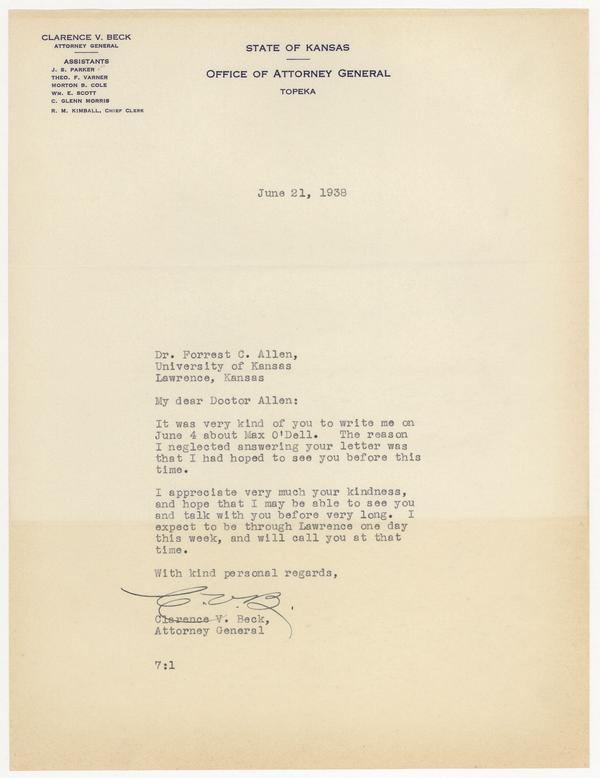 CLARENCE V. BECK
ATTORNEY GENERAL
ASSISTANTS
J. S. PARKER
THEO. F. VARNER
MORTON B. COLE
WM. E. SCOTT
C. GLENN MORRIS
R. M. KIMBALL, CHIEF CLERK
STATE OF KANSAS
OFFICE OF ATTORNEY GENERAL
TOPEKA
June 21, 1938
Dr. Forrest C. Allen,
University of Kansas
Lawrence, Kansas
My dear Doctor Allen:
It was very kind of you to write me on
June 4 about Max O'Dell. The reason
I neglected answering your letter was
that I had hoped to see you before this
time.
I appreciate very much your kindness,
and hope that I may be able to see you
and talk with you before very long. I
expect to be through Lawrence one day
this week, and will call you at that
time.
With kind personal regards,
C.V.B.
Clarence V. Beck,
Attorney General
7:1